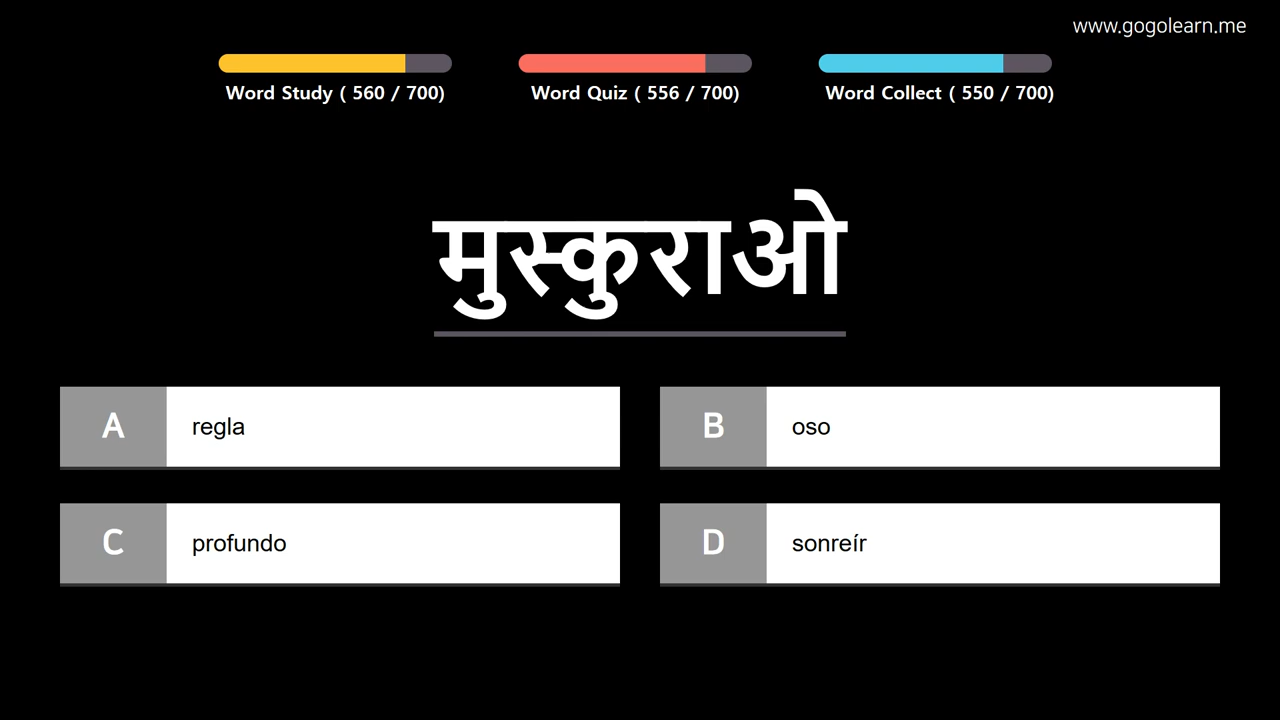 www.gogolearn.me
Word Study ( 560 / 700)
Word Quiz ( 556 / 700)
Word Collect ( 550 / 700)
मुस्कुराओ
A regla
B oso
C profundo
D sonreír